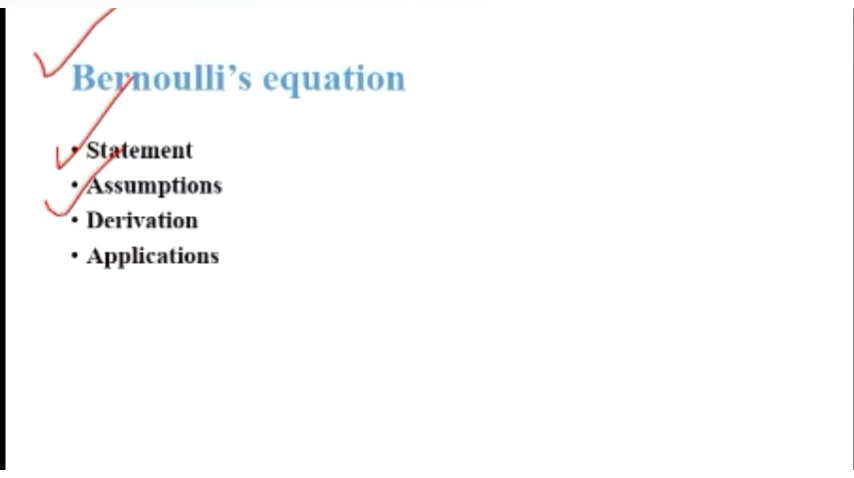 Bernoulli's equation
• Statement
• Assumptions
• Derivation
• Applications